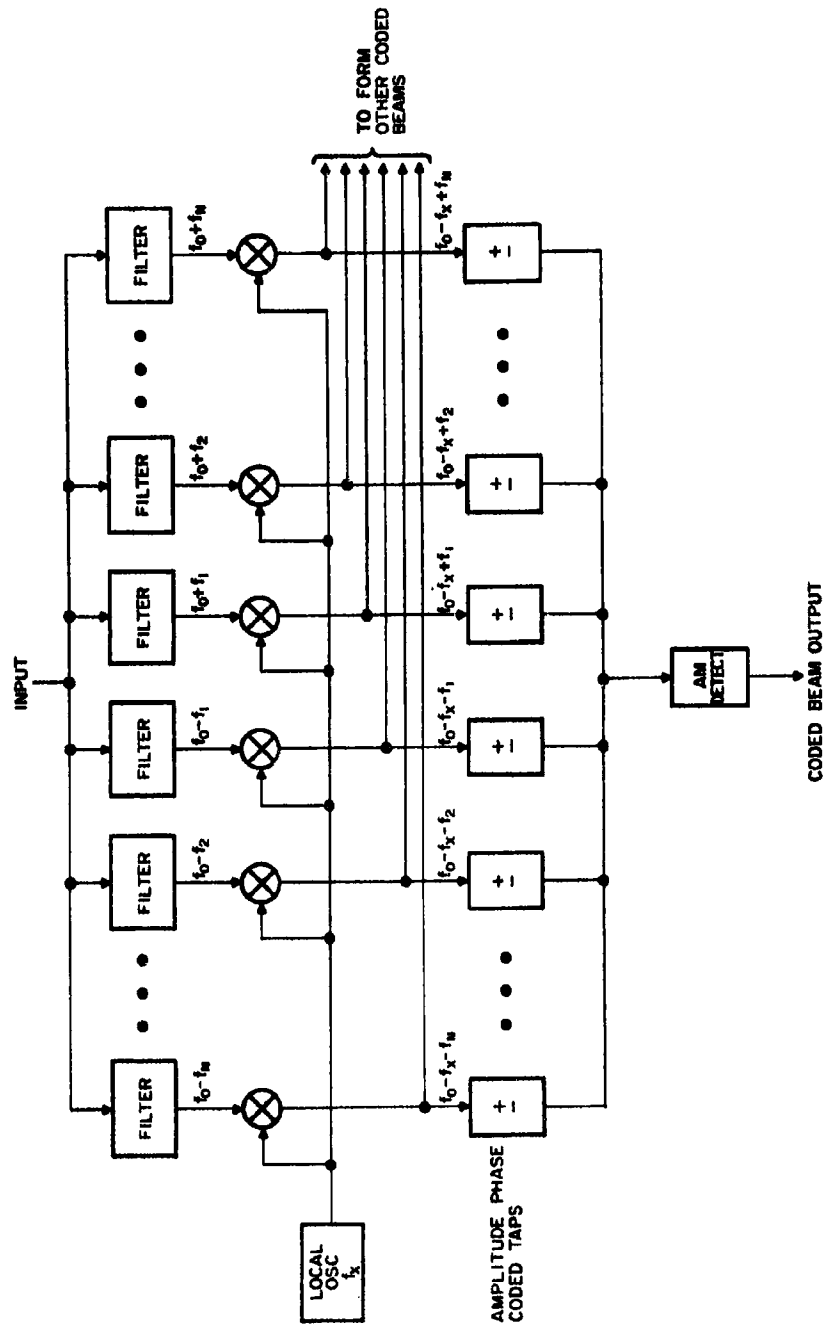 INPUT
FILTER
FILTER
FILTER
FILTER
FILTER
FILTER
f₀-fN
f₀-f₂
f₀-f₁
f₀+f₁
f₀+f₂
f₀+fN
LOCAL
OSC
fX
TO FORM
OTHER CODED
BEAMS
f₀-fX-fN
f₀-fX-f₂
f₀-fX-f₁
f₀-fX+f₁
f₀-fX+f₂
f₀-fX+fN
AMPLITUDE PHASE
CODED TAPS
+ -
+ -
+ -
+ -
+ -
+ -
AM
DETECT
CODED BEAM OUTPUT